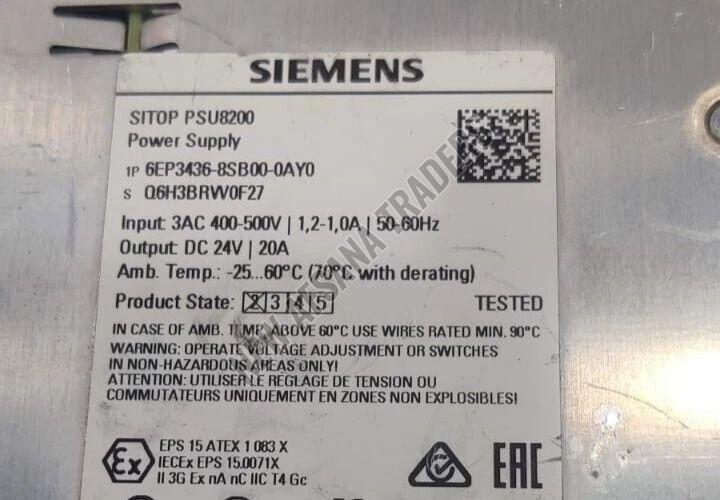 SIEMENS
SITOP PSU8200
Power Supply
1P 6EP3436-8SB00-0AY0
S Q6H3BRW0F27
Input: 3AC 400-500V | 1,2-1,0A | 50-60Hz
Output: DC 24V | 20A
Amb. Temp.: -25...60°C (70°C with derating)
Product State: 2 3 4 5 TESTED
IN CASE OF AMB. TEMP. ABOVE 60°C USE WIRES RATED MIN. 90°C
WARNING: OPERATE VOLTAGE ADJUSTMENT OR SWITCHES
IN NON-HAZARDOUS AREAS ONLY!
ATTENTION: UTILISER LE RÉGLAGE DE TENSION OU
COMMUTATEURS UNIQUEMENT EN ZONES NON EXPLOSIBLES!
Ex
EPS 15 ATEX 1 083 X
IECEx EPS 15.0071X
II 3G Ex nA nC IIC T4 Gc
EAC